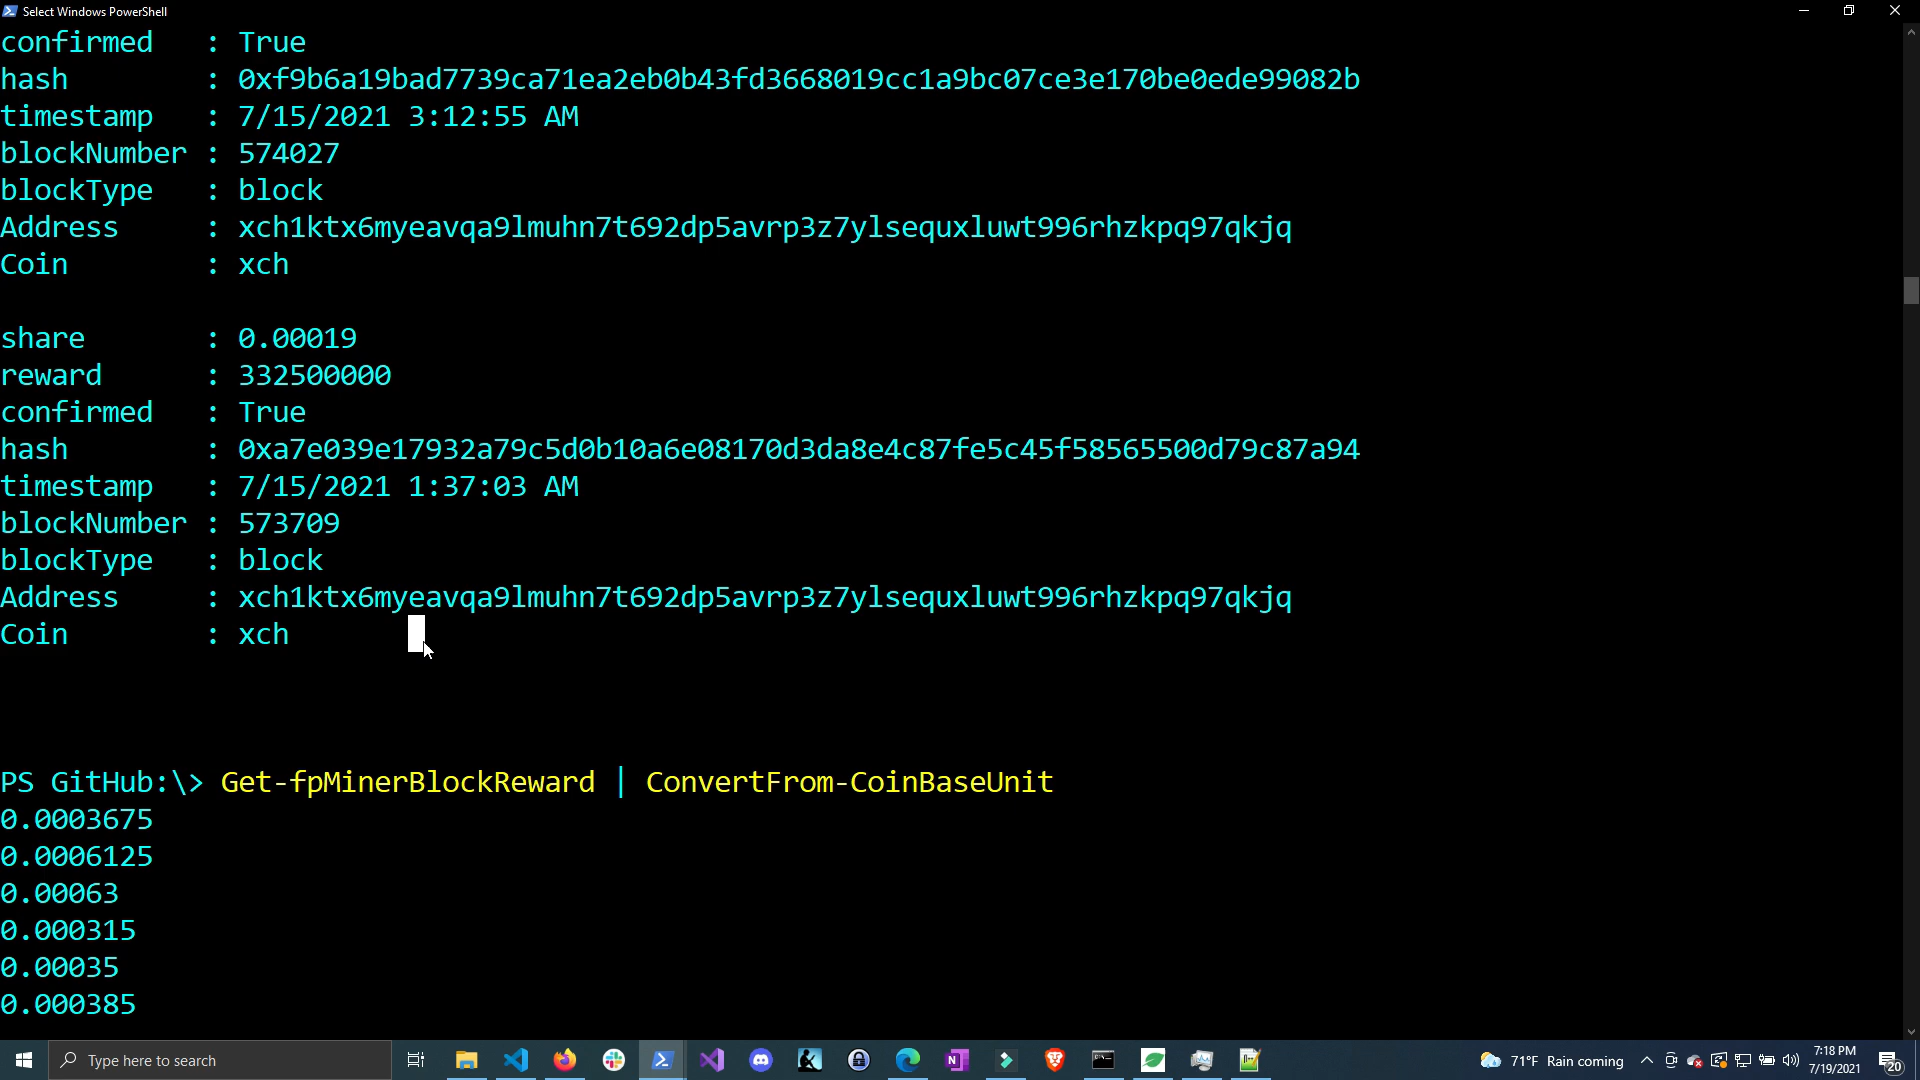 Select Windows PowerShell
confirmed : True
hash : 0xf9b6a19bad7739ca71ea2eb0b43fd3668019cc1a9bc07ce3e170be0ede99082b
timestamp : 7/15/2021 3:12:55 AM
blockNumber : 574027
blockType : block
Address : xch1ktx6myeavqa9lmuhn7t692dp5avrp3z7ylsequxluwt996rhzkpq97qkjq
Coin : xch
share : 0.00019
reward : 332500000
confirmed : True
hash : 0xa7e039e17932a79c5d0b10a6e08170d3da8e4c87fe5c45f58565500d79c87a94
timestamp : 7/15/2021 1:37:03 AM
blockNumber : 573709
blockType : block
Address : xch1ktx6myeavqa9lmuhn7t692dp5avrp3z7ylsequxluwt996rhzkpq97qkjq
Coin : xch
PS GitHub:\> Get-fpMinerBlockReward | ConvertFrom-CoinBaseUnit
0.0003675
0.0006125
0.00063
0.000315
0.00035
0.000385
Type here to search
71°F Rain coming
7:18 PM
7/19/2021
20